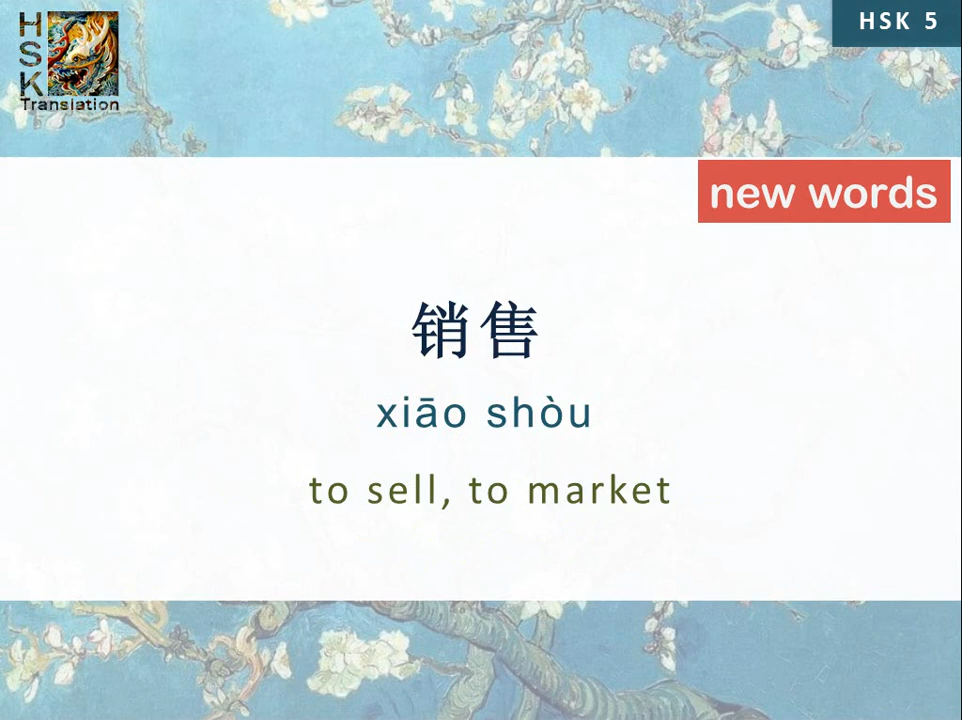 HSK
Translation
HSK 5
new words
销售
xiāo shòu
to sell, to market